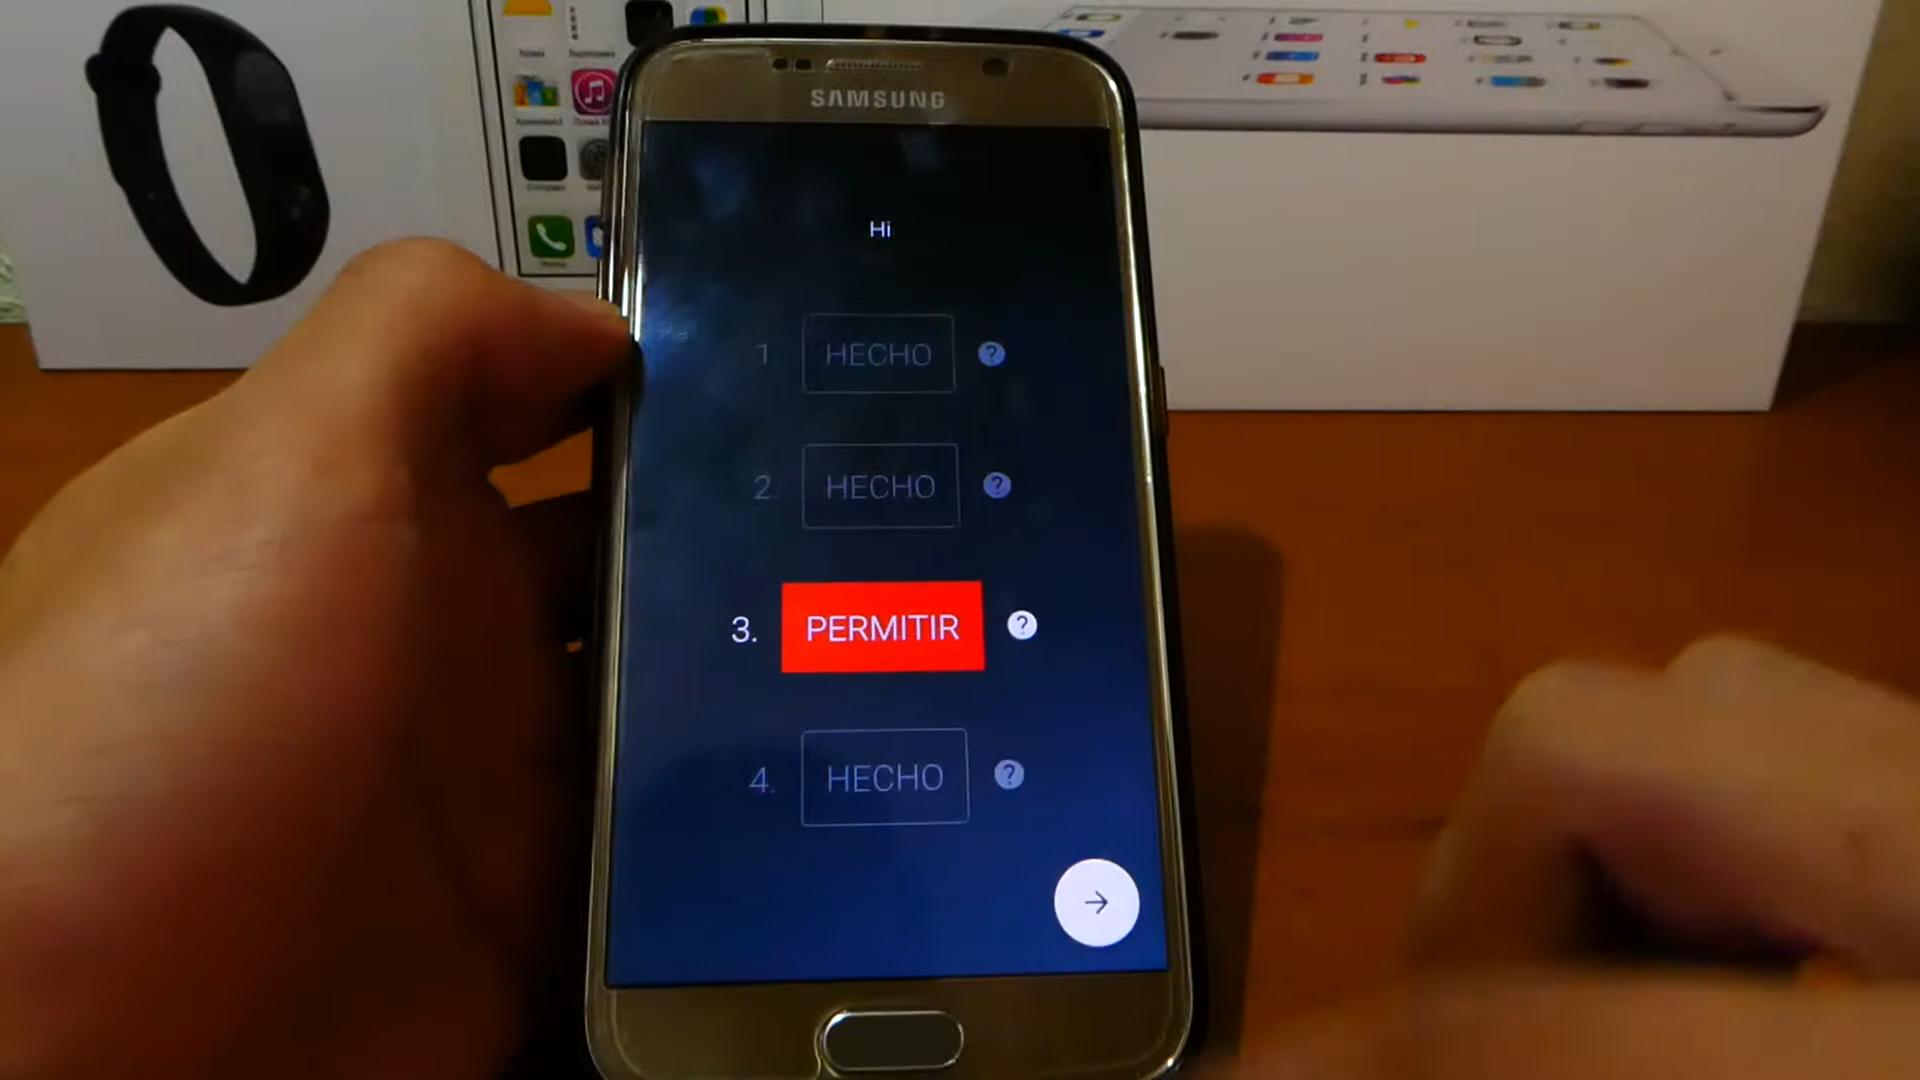 SAMSUNG
Hi
1 HECHO ?
2. HECHO ?
3. PERMITIR ?
4. HECHO ?